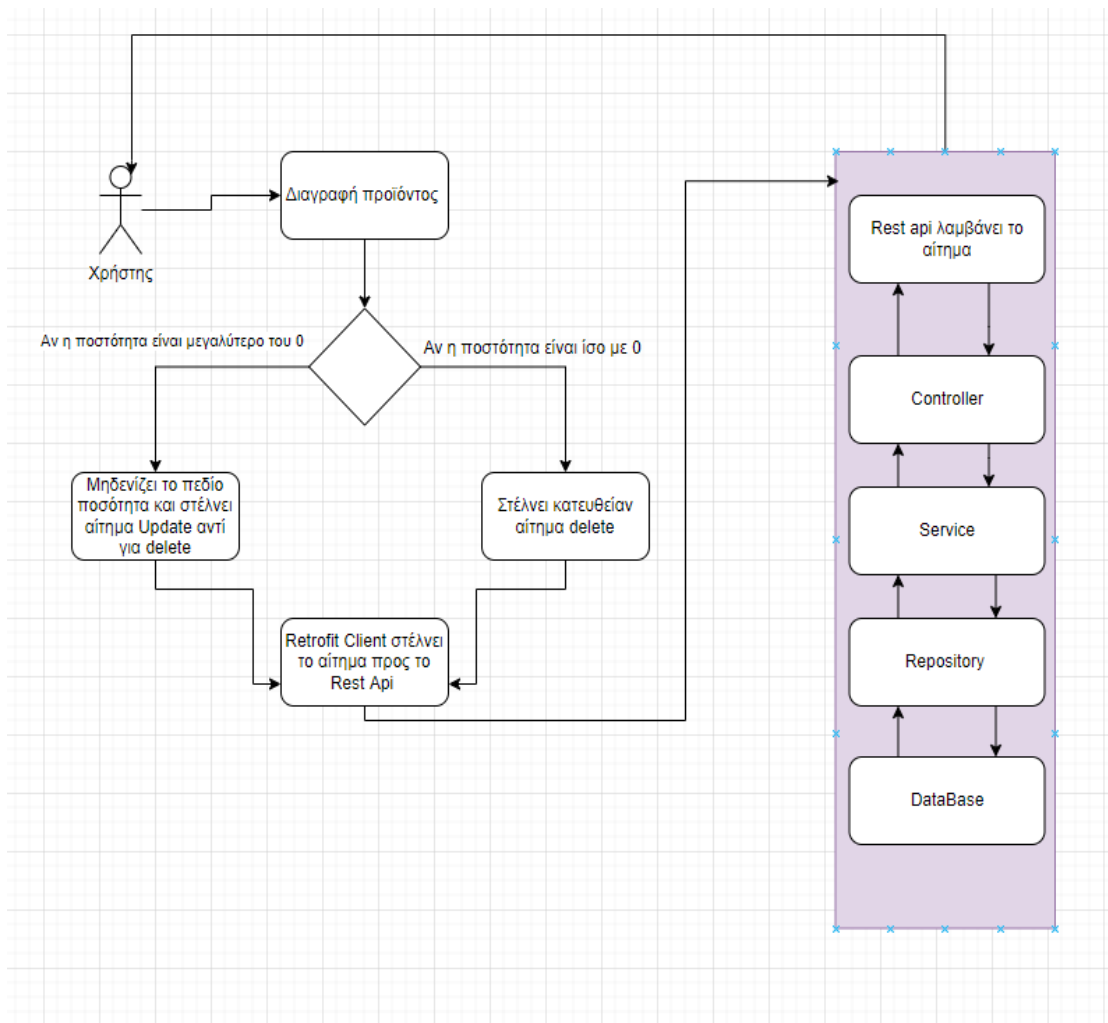 Διαγραφή προϊόντος
Χρήστης
Αν η ποστότητα είναι μεγαλύτερο του 0
Αν η ποστότητα είναι ίσο με 0
Μηδενίζει το πεδίο
ποσότητα και στέλνει
αίτημα Update αντί
για delete
Στέλνει κατευθείαν
αίτημα delete
Retrofit Client στέλνει
το αίτημα προς το
Rest Api
Rest api λαμβάνει το
αίτημα
Controller
Service
Repository
DataBase